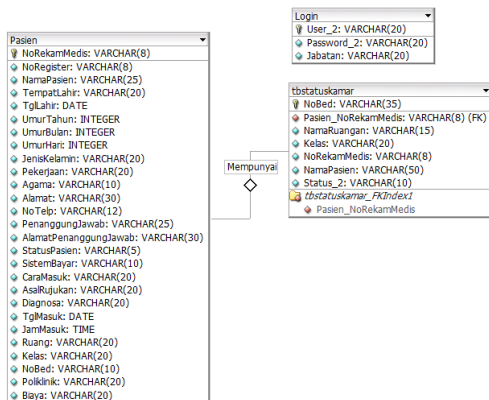 Login
User_2: VARCHAR(20)
Password_2: VARCHAR(20)
Jabatan: VARCHAR(20)
Pasien
NoRekamMedis: VARCHAR(8)
NoRegister: VARCHAR(8)
NamaPasien: VARCHAR(25)
TempatLahir: VARCHAR(20)
TglLahir: DATE
UmurTahun: INTEGER
UmurBulan: INTEGER
UmurHari: INTEGER
JenisKelamin: VARCHAR(20)
Pekerjaan: VARCHAR(20)
Agama: VARCHAR(10)
Alamat: VARCHAR(30)
NoTelp: VARCHAR(12)
PenanggungJawab: VARCHAR(25)
AlamatPenanggungJawab: VARCHAR(30)
StatusPasien: VARCHAR(5)
SistemBayar: VARCHAR(10)
CaraMasuk: VARCHAR(20)
AsalRujukan: VARCHAR(20)
Diagnosa: VARCHAR(20)
TglMasuk: DATE
JamMasuk: TIME
Ruang: VARCHAR(20)
Kelas: VARCHAR(20)
NoBed: VARCHAR(10)
Poliklinik: VARCHAR(20)
Biaya: VARCHAR(20)
Mempunyai
tbstatuskamar
NoBed: VARCHAR(35)
Pasien_NoRekamMedis: VARCHAR(8) (FK)
NamaRuangan: VARCHAR(15)
Kelas: VARCHAR(20)
NoRekamMedis: VARCHAR(8)
NamaPasien: VARCHAR(50)
Status_2: VARCHAR(10)
tbstatuskamar_FKIndex1
Pasien_NoRekamMedis